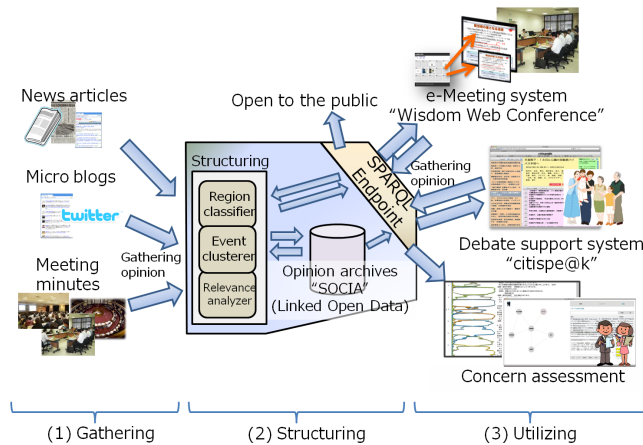 News articles
Micro blogs
twitter
Meeting
minutes
Gathering
opinion
Structuring
Region
classifier
Event
clusterer
Relevance
analyzer
Open to the public
SPARQL
Endpoint
Opinion archives
“SOCIA”
(Linked Open Data)
e-Meeting system
“Wisdom Web Conference”
Gathering
opinion
Debate support system
“citispe@k”
Concern assessment
(1) Gathering
(2) Structuring
(3) Utilizing